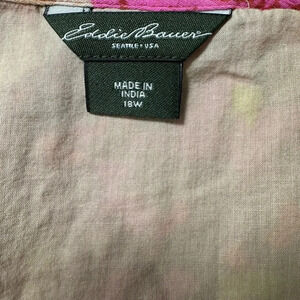 Eddie Bauer
SEATTLE • USA
MADE IN
INDIA
18W